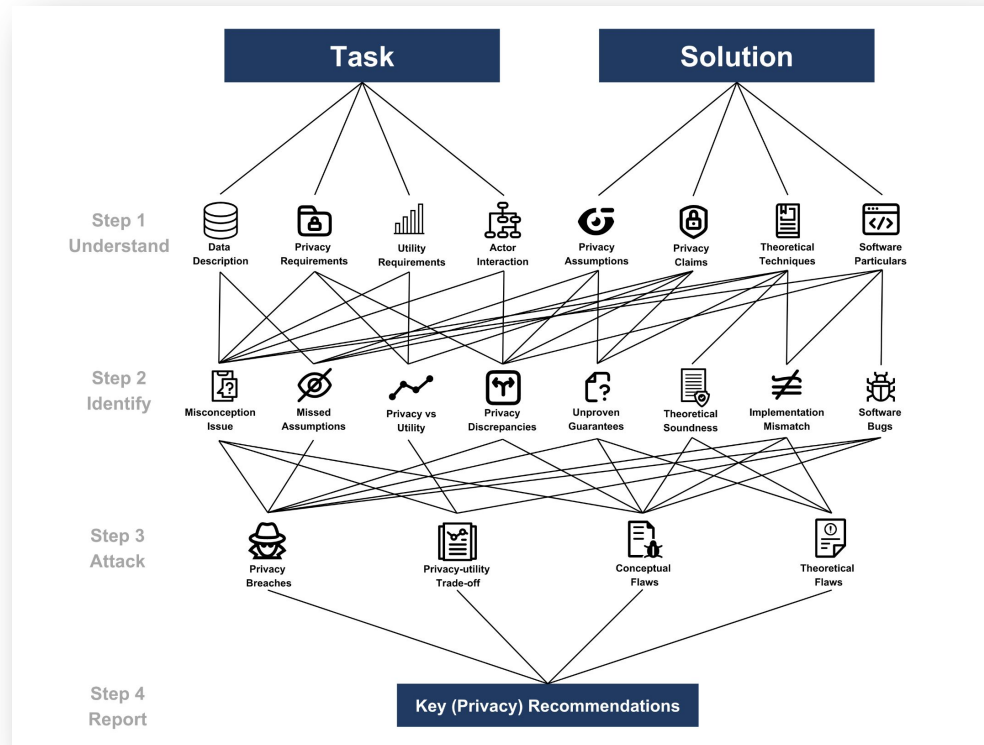 Task
Solution
Step 1
Understand
Data
Description
Privacy
Requirements
Utility
Requirements
Actor
Interaction
Privacy
Assumptions
Privacy
Claims
Theoretical
Techniques
Software
Particulars
Step 2
Identify
Misconception
Issue
Missed
Assumptions
Privacy vs
Utility
Privacy
Discrepancies
Unproven
Guarantees
Theoretical
Soundness
Implementation
Mismatch
Software
Bugs
Step 3
Attack
Privacy
Breaches
Privacy-utility
Trade-off
Conceptual
Flaws
Theoretical
Flaws
Step 4
Report
Key (Privacy) Recommendations